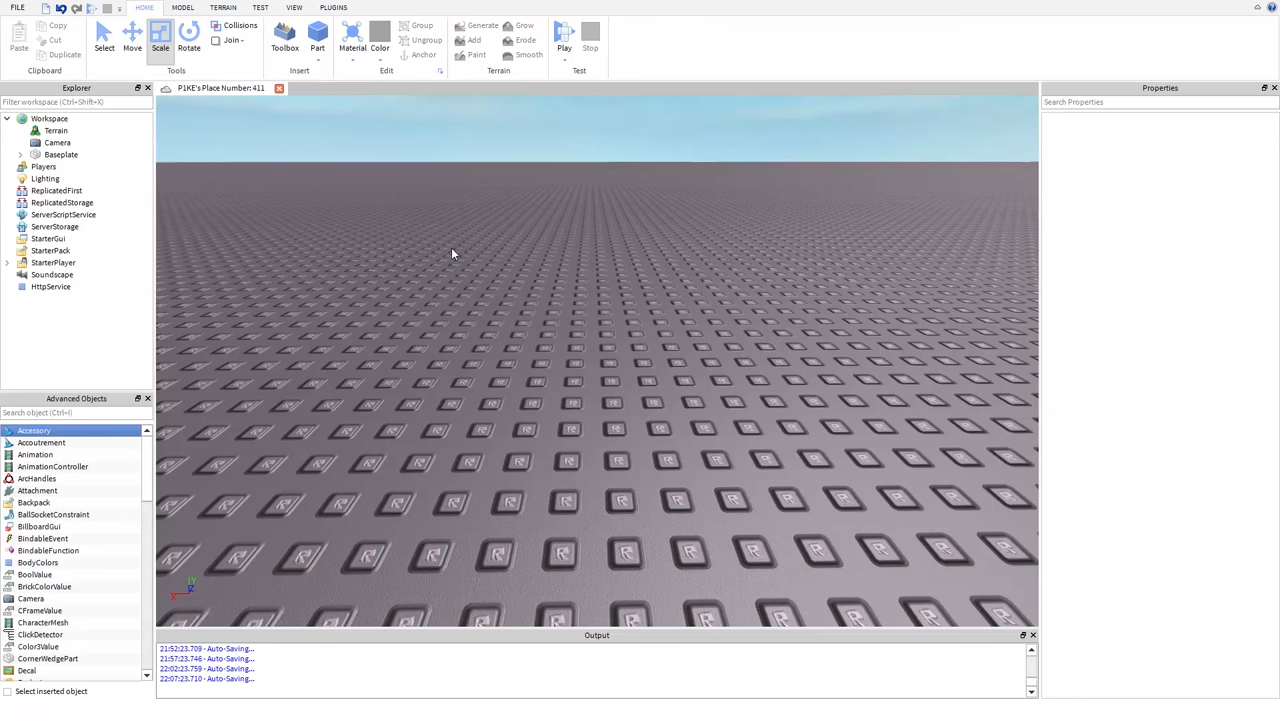 FILE HOME MODEL TERRAIN TEST VIEW PLUGINS
Paste Copy Cut Duplicate
Clipboard
Select Move Scale Rotate Collisions Join
Tools
Toolbox Part
Insert
Material Color Group Ungroup Anchor
Edit
Generate Grow
Add Erode
Paint Smooth
Terrain
Play Stop
Test
Explorer
Filter workspace (Ctrl+Shift+X)
Workspace
Terrain
Camera
Baseplate
Players
Lighting
ReplicatedFirst
ReplicatedStorage
ServerScriptService
ServerStorage
StarterGui
StarterPack
StarterPlayer
Soundscape
HttpService
Advanced Objects
Search object (Ctrl+I)
Accessory
Accoutrement
Animation
AnimationController
ArcHandles
Attachment
Backpack
BallSocketConstraint
BillboardGui
BindableEvent
BindableFunction
BodyColors
BoolValue
BrickColorValue
Camera
CFrameValue
CharacterMesh
ClickDetector
Color3Value
CornerWedgePart
Decal
Select inserted object
P1KE's Place Number: 411
Y
X
Z
Output
21:52:23.709 - Auto-Saving...
21:57:23.746 - Auto-Saving...
22:02:23.759 - Auto-Saving...
22:07:23.710 - Auto-Saving...
Properties
Search Properties